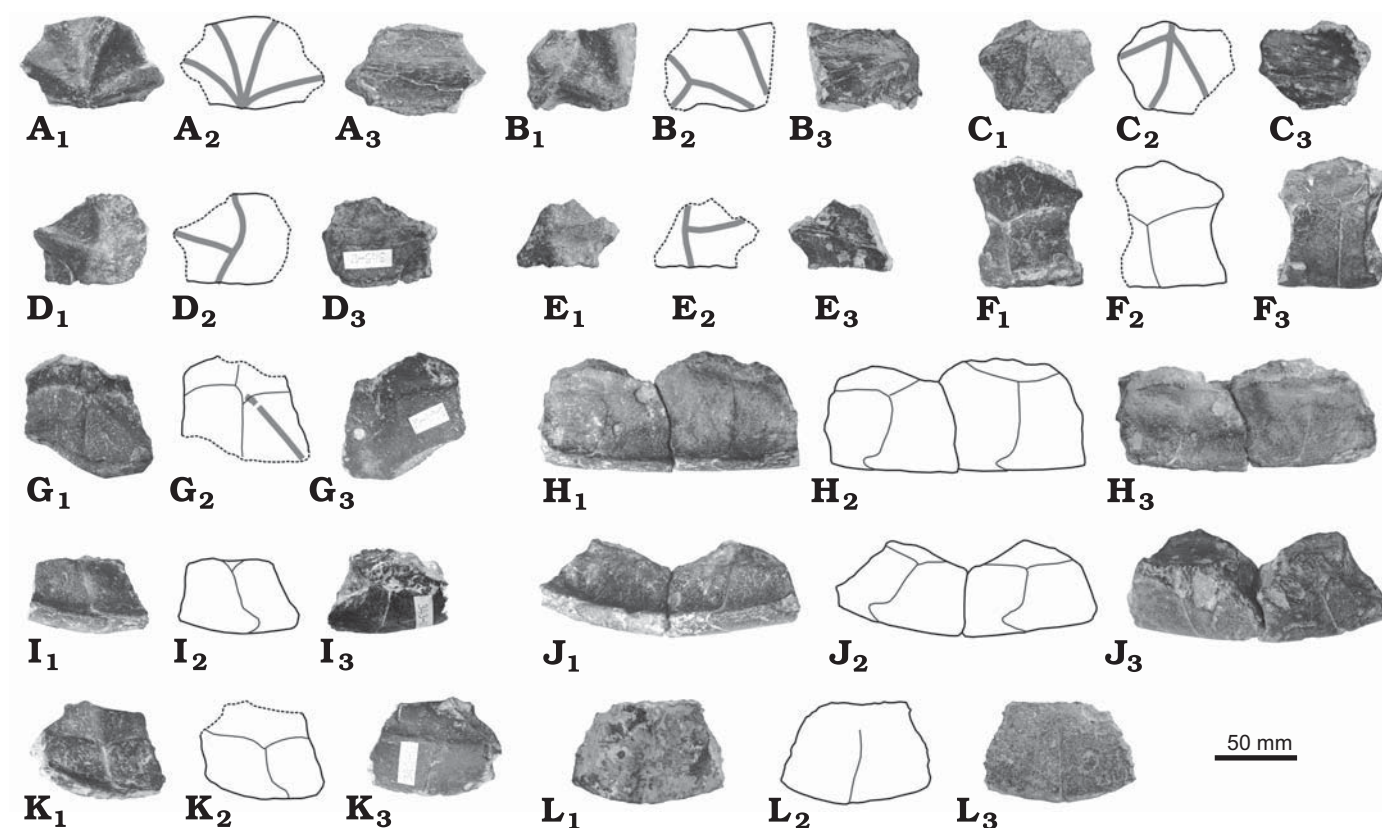 A1 A2 A3 B1 B2 B3 C1 C2 C3
D1 D2 D3 E1 E2 E3 F1 F2 F3
G1 G2 G3 H1 H2 H3
I1 I2 I3 J1 J2 J3
50 mm
K1 K2 K3 L1 L2 L3